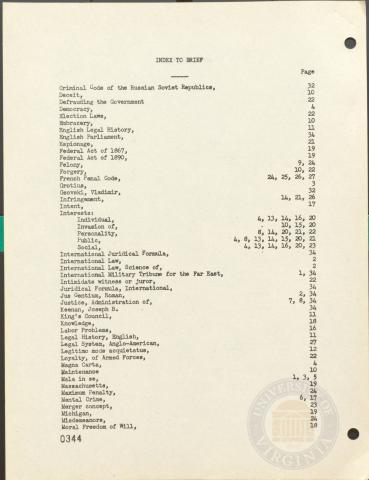 INDEX TO BRIEF
Page
Criminal Code of the Russian Soviet Republics, 32
Deceit, 10
Defrauding the Government 22
Democracy, 4
Election Laws, 22
Embracery, 10
English Legal History, 11
English Parliament, 34
Espionage, 21
Federal Act of 1867, 19
Federal Act of 1890, 19
Felony, 9, 24
Forgery, 10, 22
French Penal Code, 24, 25, 26, 27
Grotius, 3
Gsovski, Vladimir, 32
Infringement, 14, 21, 26
Intent, 17
Interests:
Individual, 4, 13, 14, 16, 20
Invasion of, 10, 15, 20
Personality, 8, 14, 20, 21, 22
Public, 4, 8, 13, 14, 15, 20, 21
Social, 4, 13, 14, 16, 20, 23
International Juridical Formula, 34
International Law, 2
International Law, Science of, 2
International Military Tribunal for the Far East, 1, 34
Intimidate witness or juror, 22
Juridical Formula, International, 34
Jus Gentium, Roman, 2, 34
Justice, Administration of, 7, 8, 34
Keenan, Joseph B. 34
King's Council, 11
Knowledge, 18
Labor Problems, 16
Legal History, English, 11
Legal System, Anglo-American, 27
Legitimo mode acquietatus, 12
Loyalty, of Armed Forces, 22
Magna Carta, 4
Maintenance 10
Mala in se, 1, 3, 5
Massachusetts, 19
Maximum Penalty, 24
Mental Crime, 6, 17
Merger concept, 23
Michigan, 19
Misdemeanors, 24
Moral Freedom of Will, 18
0344
UNIVERSITY OF VIRGINIA